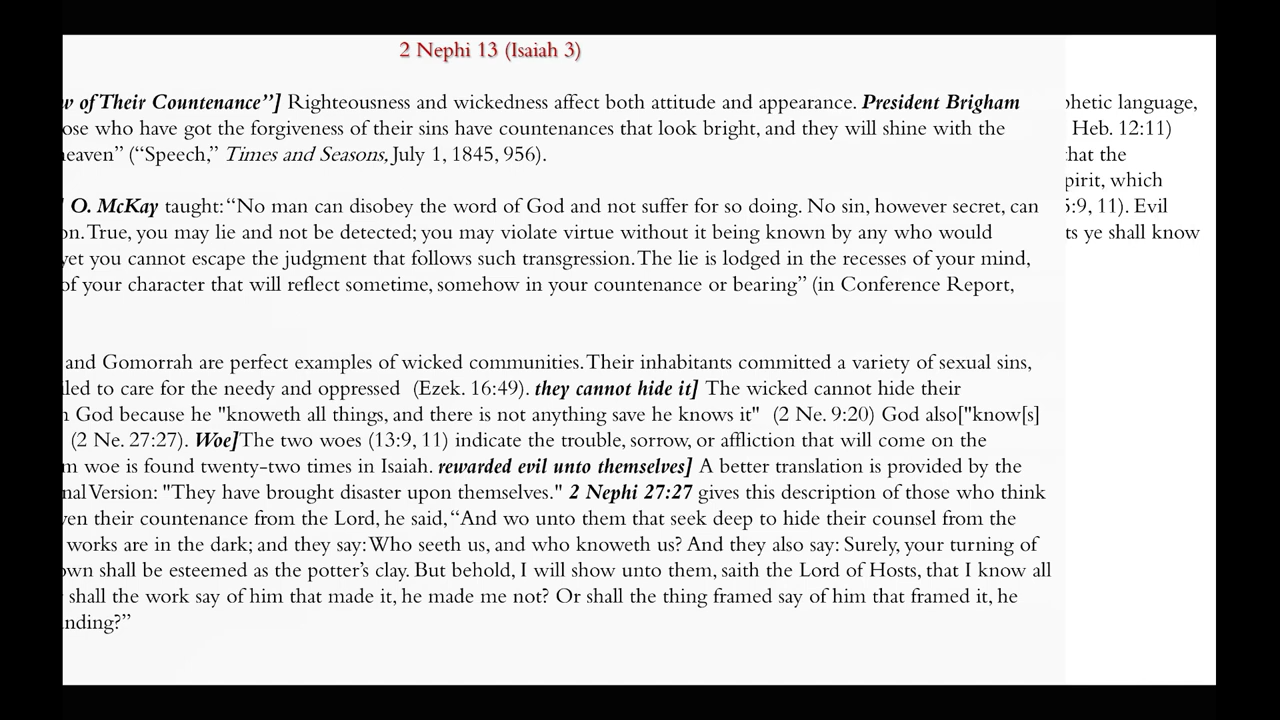 2 Nephi 13 (Isaiah 3)
of Their Countenance”] Righteousness and wickedness affect both attitude and appearance. President Brigham
who have got the forgiveness of their sins have countenances that look bright, and they will shine with the
(“Speech,” Times and Seasons, July 1, 1845, 956).
O. McKay taught: “No man can disobey the word of God and not suffer for so doing. No sin, however secret, can
True, you may lie and not be detected; you may violate virtue without it being known by any who would
yet you cannot escape the judgment that follows such transgression. The lie is lodged in the recesses of your mind,
of your character that will reflect sometime, somehow in your countenance or bearing” (in Conference Report,
and Gomorrah are perfect examples of wicked communities. Their inhabitants committed a variety of sexual sins,
to care for the needy and oppressed (Ezek. 16:49). they cannot hide it] The wicked cannot hide their
God because he "knoweth all things, and there is not anything save he knows it" (2 Ne. 9:20) God also["know[s]
(2 Ne. 27:27). Woe]The two woes (13:9, 11) indicate the trouble, sorrow, or affliction that will come on the
woe is found twenty-two times in Isaiah. rewarded evil unto themselves] A better translation is provided by the
Version: "They have brought disaster upon themselves." 2 Nephi 27:27 gives this description of those who think
their countenance from the Lord, he said, “And wo unto them that seek deep to hide their counsel from the
works are in the dark; and they say: Who seeth us, and who knoweth us? And they also say: Surely, your turning of
shall be esteemed as the potter’s clay. But behold, I will show unto them, saith the Lord of Hosts, that I know all
shall the work say of him that made it, he made me not? Or shall the thing framed say of him that framed it, he
language,
Heb. 12:11)
that the
which
11). Evil
ye shall know